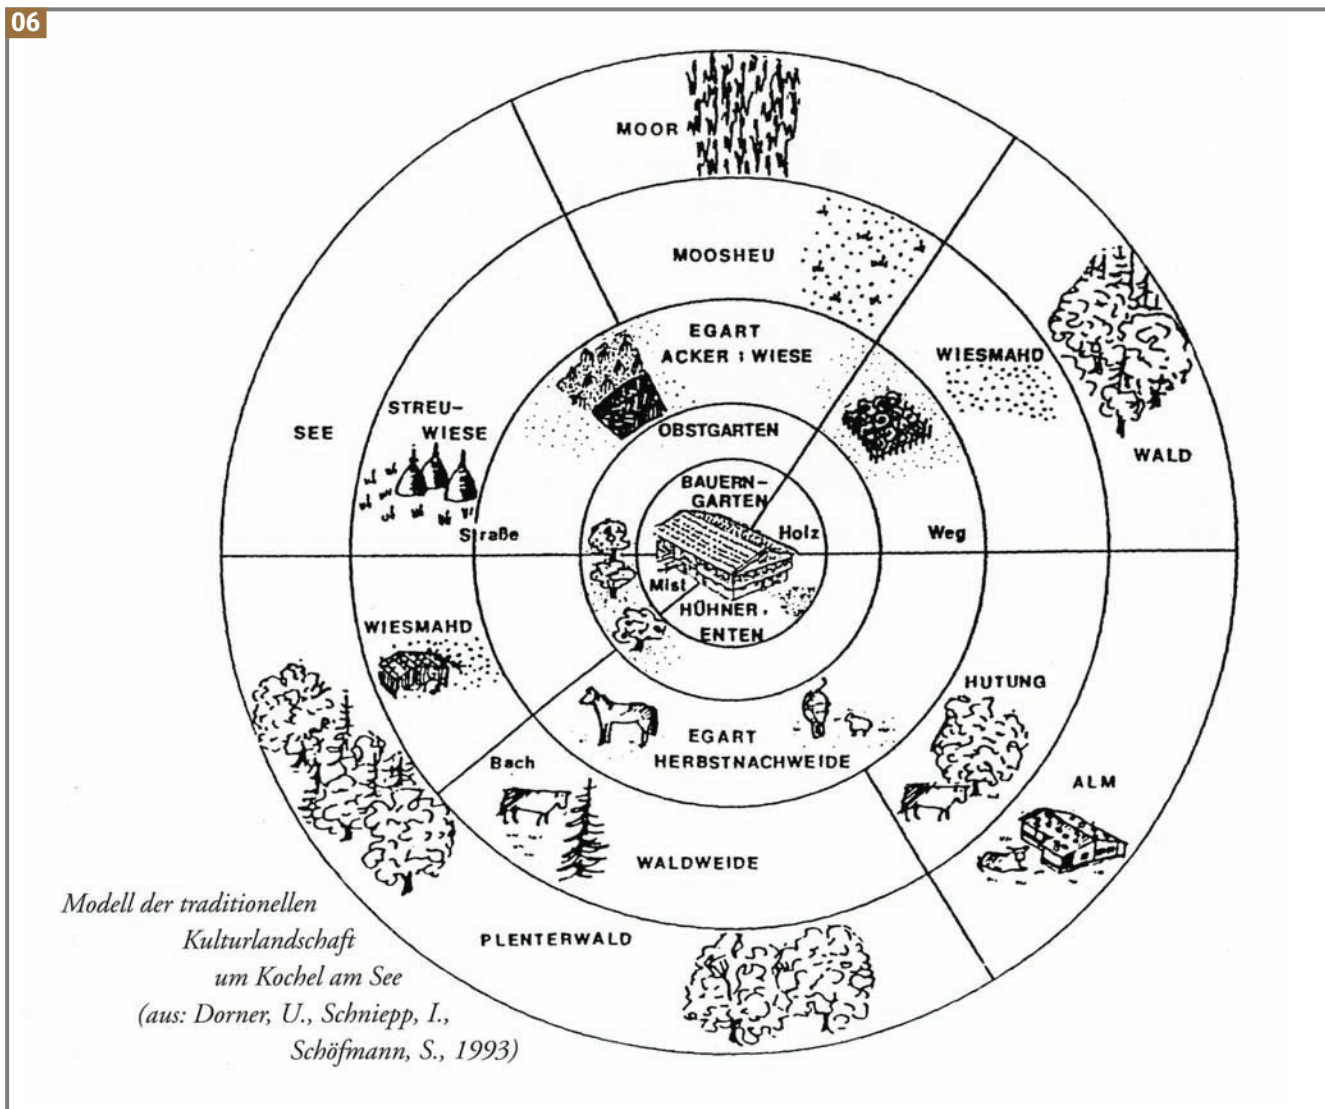 06
MOOR
MOOSHEU
EGART
ACKER : WIESE
WIESMAHD
STREU-
WIESE
SEE
OBSTGARTEN
WALD
BAUERN-
GARTEN
Straße
Holz
Weg
Mist
HÜHNER,
ENTEN
WIESMAHD
HUTUNG
EGART
HERBSTNACHWEIDE
Bach
ALM
WALDWEIDE
PLENTERWALD
Modell der traditionellen
Kulturlandschaft
um Kochel am See
(aus: Dorner, U., Schniepp, I.,
Schöfmann, S., 1993)